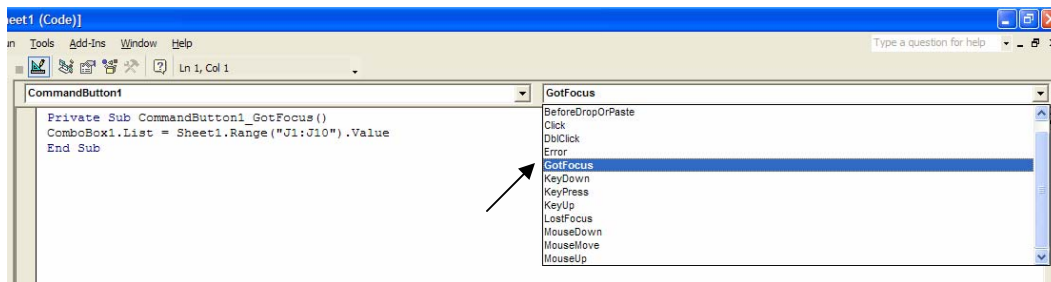 eet1 (Code)]
un Tools Add-Ins Window Help Type a question for help
Ln 1, Col 1
CommandButton1 GotFocus
Private Sub CommandButton1_GotFocus()
ComboBox1.List = Sheet1.Range("J1:J10").Value
End Sub
BeforeDropOrPaste
Click
DblClick
Error
GotFocus
KeyDown
KeyPress
KeyUp
LostFocus
MouseDown
MouseMove
MouseUp